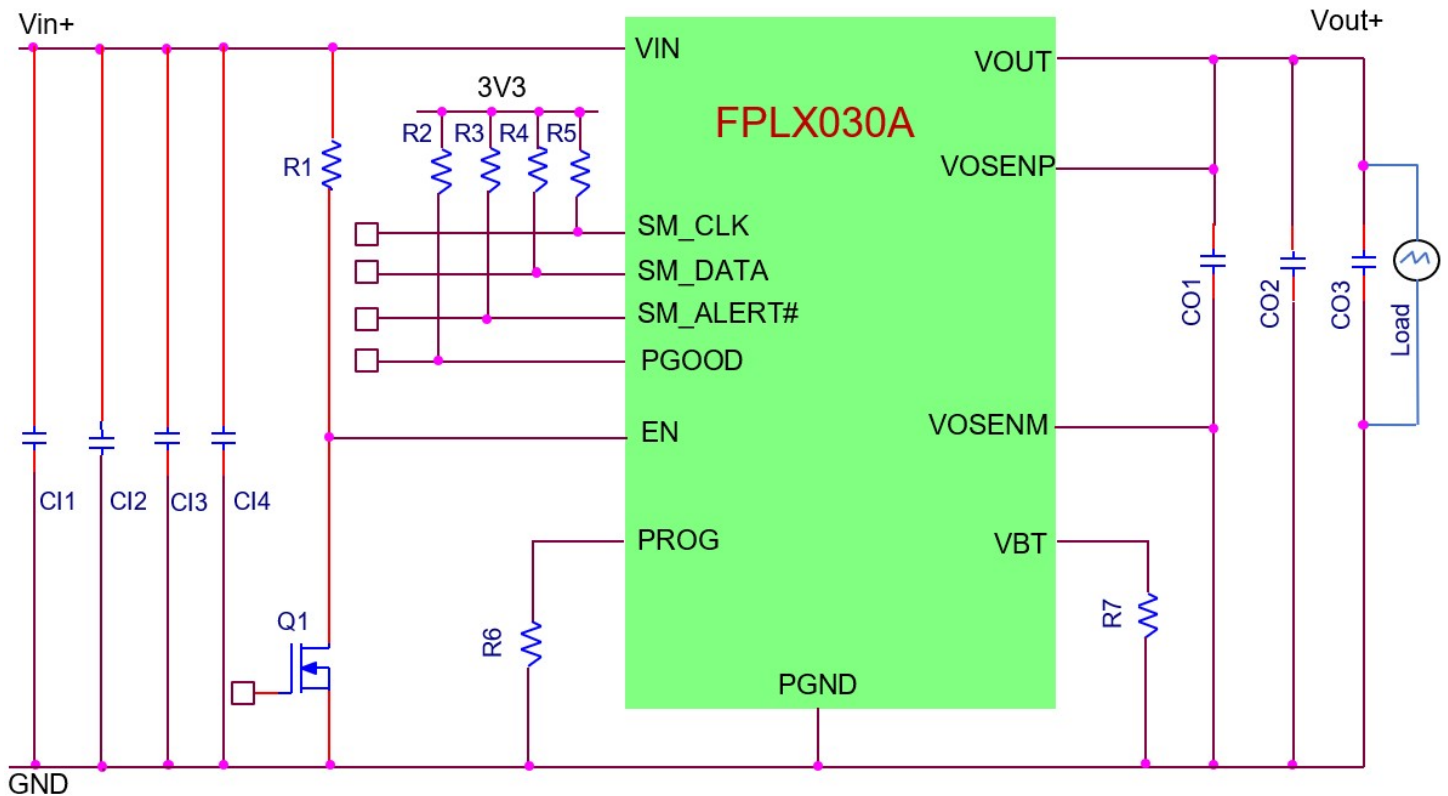 Vin+
Vout+
VIN
VOUT
3V3
FPLX030A
R2 R3 R4 R5
R1
VOSENP
SM_CLK
SM_DATA
SM_ALERT#
PGOOD
CO1
CO2
CO3
Load
EN
VOSENM
CI1
CI2
CI3
CI4
PROG
VBT
Q1
R6
R7
PGND
GND